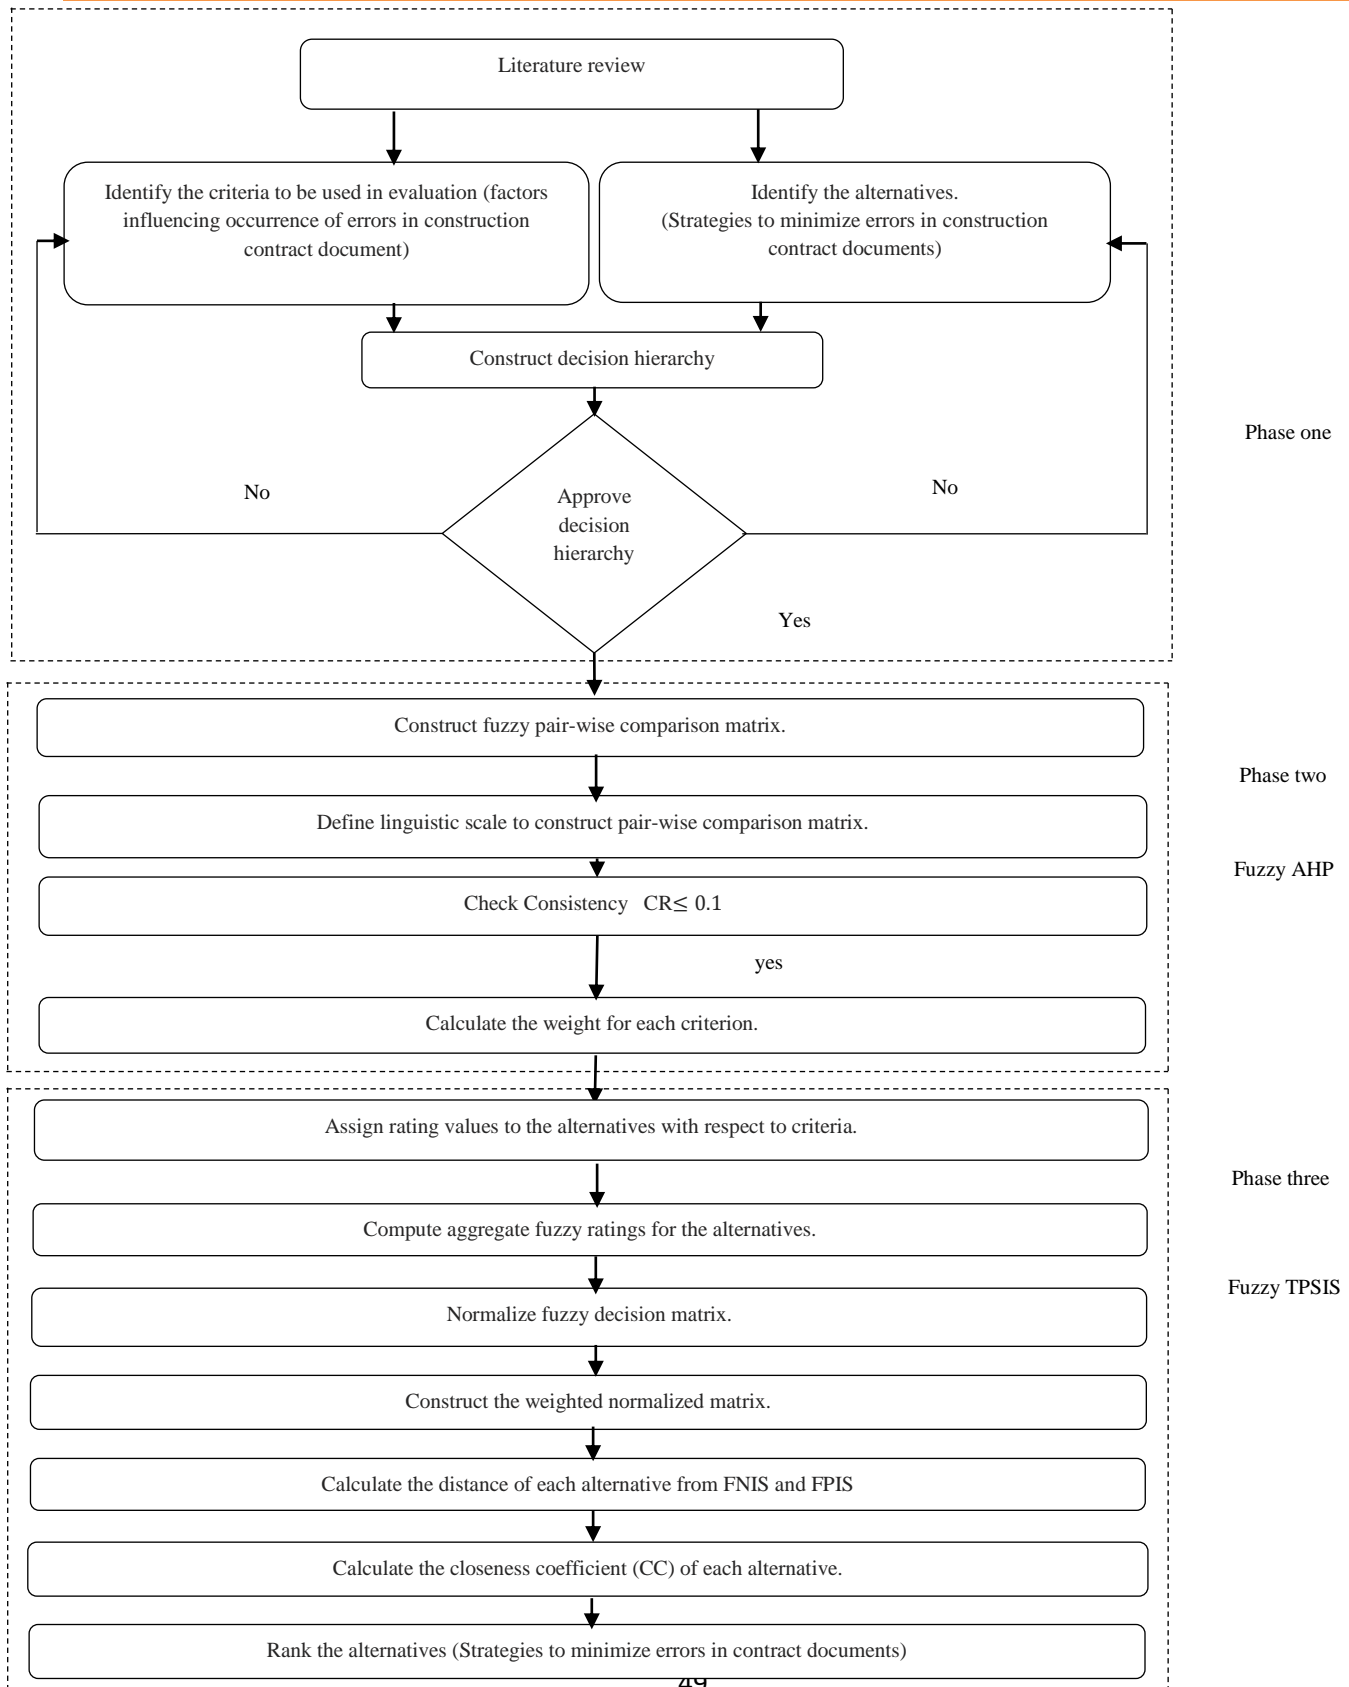 Literature review
Identify the criteria to be used in evaluation (factors
influencing occurrence of errors in construction
contract document)
Identify the alternatives.
(Strategies to minimize errors in construction
contract documents)
Construct decision hierarchy
Phase one
No
No
Approve
decision
hierarchy
Yes
Construct fuzzy pair-wise comparison matrix.
Phase two
Define linguistic scale to construct pair-wise comparison matrix.
Fuzzy AHP
Check Consistency CR≤ 0.1
yes
Calculate the weight for each criterion.
Assign rating values to the alternatives with respect to criteria.
Phase three
Compute aggregate fuzzy ratings for the alternatives.
Fuzzy TPSIS
Normalize fuzzy decision matrix.
Construct the weighted normalized matrix.
Calculate the distance of each alternative from FNIS and FPIS
Calculate the closeness coefficient (CC) of each alternative.
Rank the alternatives (Strategies to minimize errors in contract documents)
49